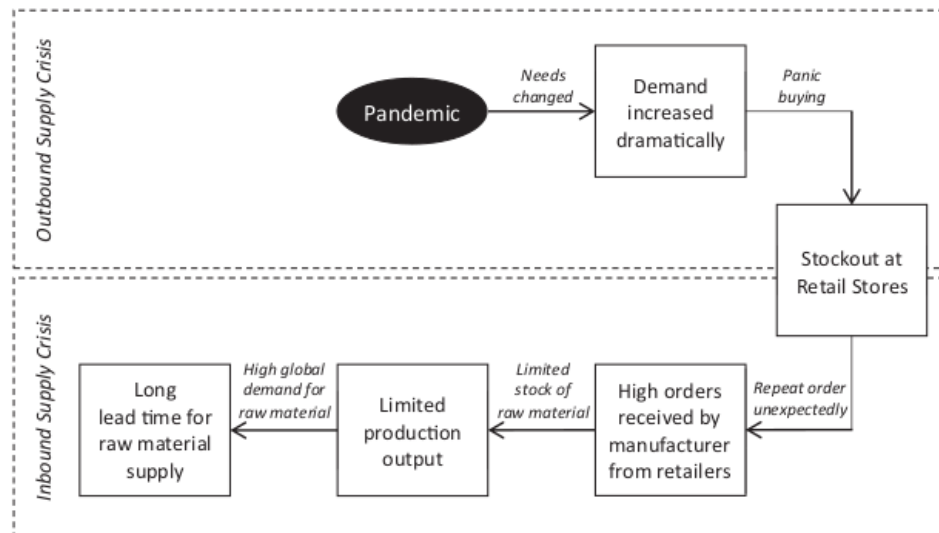 Outbound Supply Crisis
Pandemic
Needs
changed
Demand
increased
dramatically
Panic
buying
Stockout at
Retail Stores
Inbound Supply Crisis
Repeat order
unexpectedly
High orders
received by
manufacturer
from retailers
Limited
stock of
raw material
Limited
production
output
High global
demand for
raw material
Long
lead time for
raw material
supply